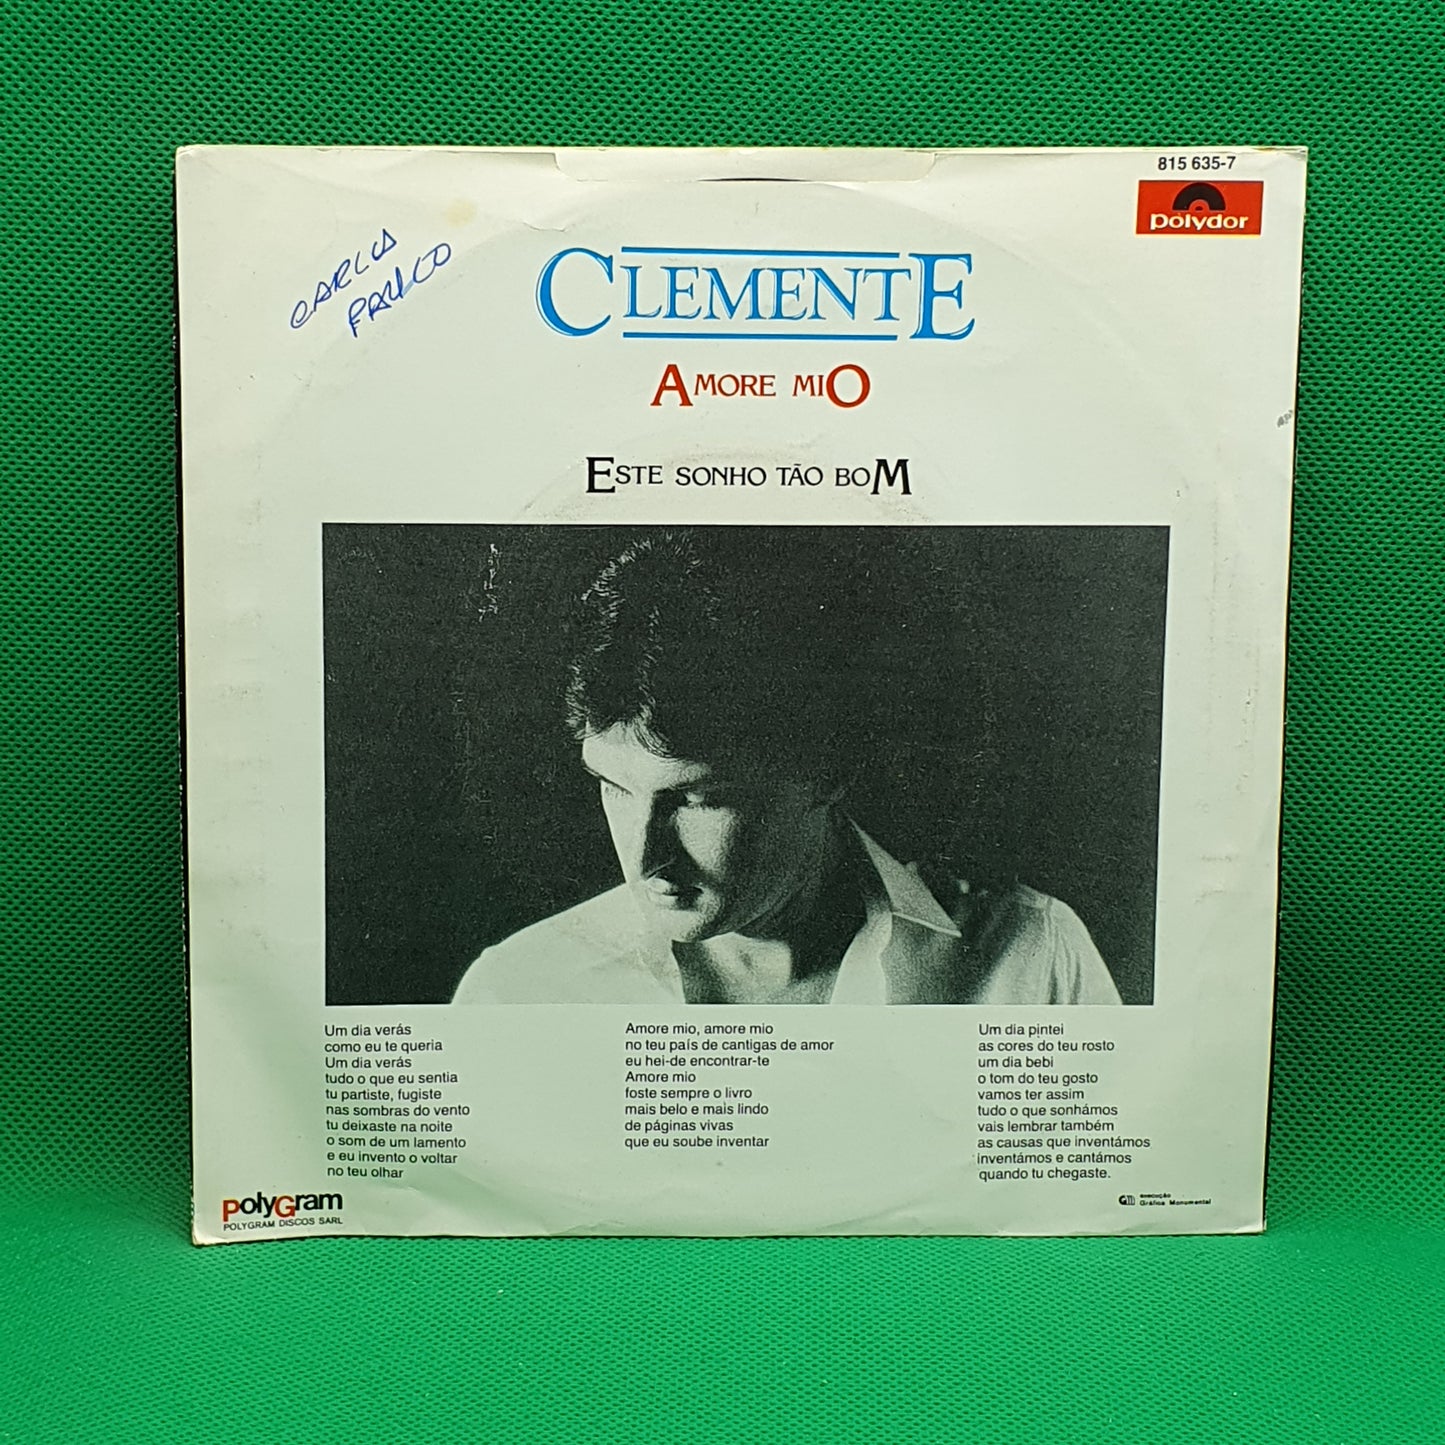 815 635-7
polydor
CARLOS
CLEMENTE
AMORE MIO
ESTE SONHO TÃO BOM
Um dia verás
como eu te queria
Um dia verás
tudo o que eu sentia
tu partiste, fugiste
nas sombras do vento
tu deixaste na noite
o som de um lamento
e eu invento o voltar
no teu olhar
Amore mio, amore mio
no teu país de cantigas de amor
eu hei-de encontrar-te
Amore mio
foste sempre o livro
mais belo e mais lindo
de páginas vivas
que eu soube inventar
Um dia pintei
as cores do teu rosto
um dia bebi
o tom do teu gosto
vamos ter assim
tudo o que sonhámos
vais lembrar também
as causas que inventámos
inventámos e cantámos
quando tu chegaste.
polyGram
POLYGRAM DISCOS SARL
execução
Gráfica Monumental